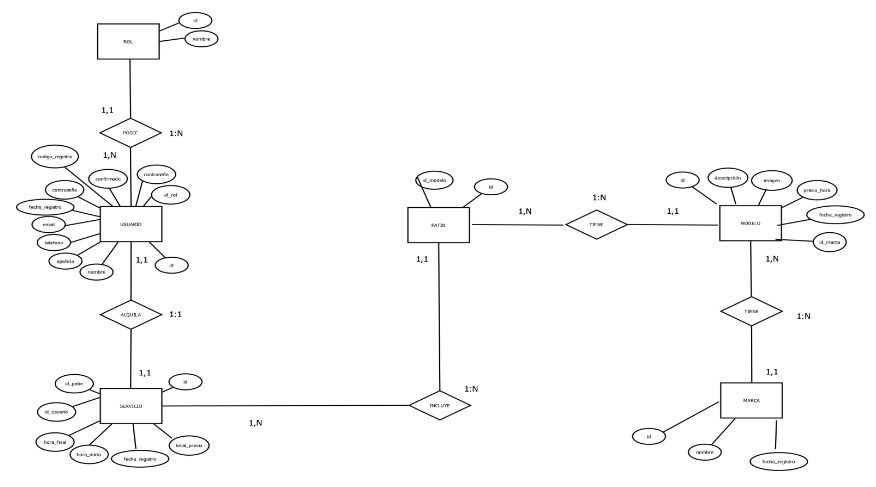 id
ROL
nombre
1,1
POSEE
1:N
1,N
codigo_registro
confirmado
contraseña
contraseña
id_rol
fecha_registro
email
USUARIO
telefono
apellido
nombre
id
1,1
ALQUILA
1:1
1,1
id_patin
id
id_usuario
SERVICIO
hora_final
hora_inicio
fecha_registro
total_precio
1,N
INCLUYE
1:N
1,1
id_modelo
id
PATIN
1,N
1:N
TIENE
1,1
id
descripción
imagen
precio_hora
fecha_registro
MODELO
id_marca
1,N
TIENE
1:N
1,1
MARCA
id
nombre
fecha_registro